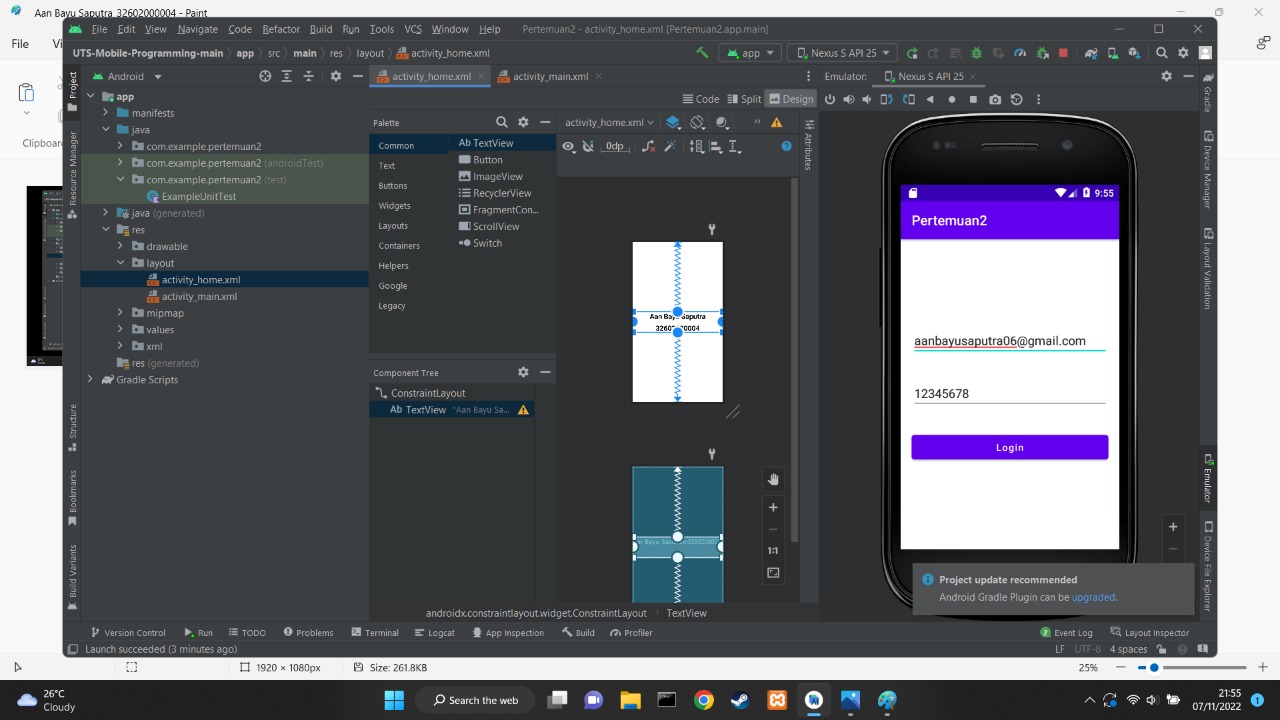 Aan Bayu Saputra - 32602000004 - Paint
File Edit View Navigate Code Refactor Build Run Tools VCS Window Help Pertemuan2 - activity_home.xml [Pertemuan2.app.main]
File
UTS-Mobile-Programming-main app src main res layout activity_home.xml
app Nexus S API 25
Android activity_home.xml activity_main.xml Emulator: Nexus S API 25
Code Split Design
Clipboard
Project
Resource Manager
Structure
Bookmarks
Build Variants
app
manifests
java
com.example.pertemuan2
com.example.pertemuan2 (androidTest)
com.example.pertemuan2 (test)
ExampleUnitTest
java (generated)
res
drawable
layout
activity_home.xml
activity_main.xml
mipmap
values
xml
res (generated)
Gradle Scripts
Palette
Common
Text
Buttons
Widgets
Layouts
Containers
Helpers
Google
Legacy
Ab TextView
Button
ImageView
RecyclerView
FragmentCon...
ScrollView
Switch
Component Tree
ConstraintLayout
Ab TextView "Aan Bayu Sa...
activity_home.xml
0dp
Attributes
Aan Bayu Saputra
32602000004
1:1
androidx.constraintlayout.widget.ConstraintLayout TextView
9:55
Pertemuan2
aanbayusaputra06@gmail.com
12345678
Login
Project update recommended
Android Gradle Plugin can be upgraded.
Gradle
Device Manager
Layout Validation
Emulator
Device File Explorer
Version Control Run TODO Problems Terminal Logcat App Inspection Build Profiler 2 Event Log Layout Inspector
Launch succeeded (3 minutes ago) LF UTF-8 4 spaces
1920 × 1080px Size: 261.8KB 25%
26°C
Cloudy
Search the web
21:55
07/11/2022
1